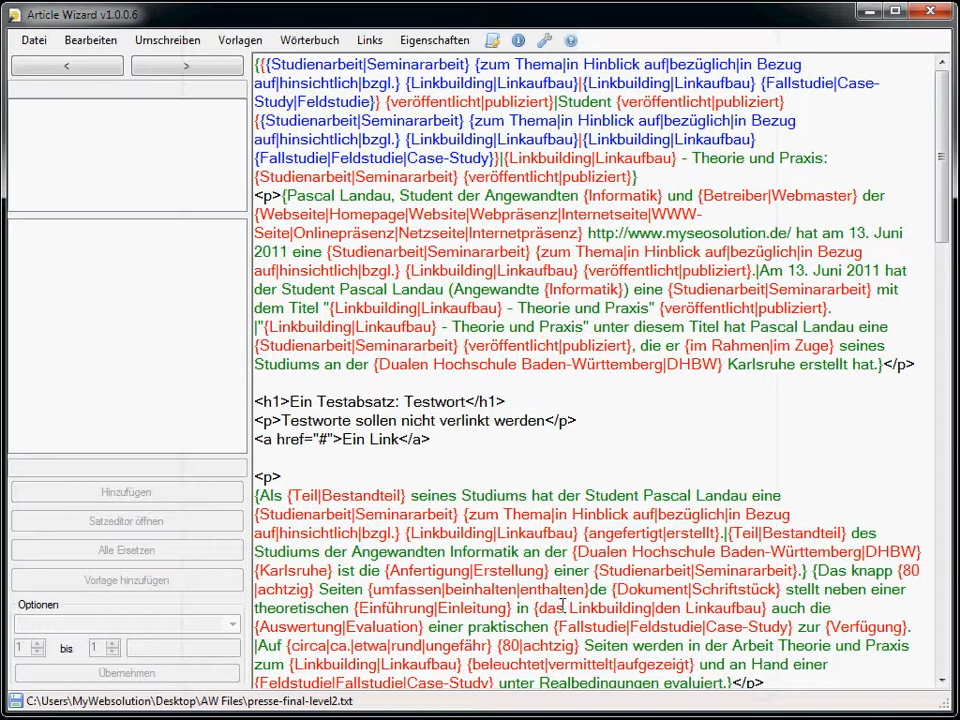 Article Wizard v1.0.0.6
Datei Bearbeiten Umschreiben Vorlagen Wörterbuch Links Eigenschaften
< >
{{{Studienarbeit|Seminararbeit} {zum Thema|in Hinblick auf|bezüglich|in Bezug
auf|hinsichtlich|bzgl.} {Linkbuilding|Linkaufbau}|{Linkbuilding|Linkaufbau} {Fallstudie|Case-
Study|Feldstudie}} {veröffentlicht|publiziert}|Student {veröffentlicht|publiziert}
{{Studienarbeit|Seminararbeit} {zum Thema|in Hinblick auf|bezüglich|in Bezug
auf|hinsichtlich|bzgl.} {Linkbuilding|Linkaufbau}|{Linkbuilding|Linkaufbau}
{Fallstudie|Feldstudie|Case-Study}}|{Linkbuilding|Linkaufbau} - Theorie und Praxis:
{Studienarbeit|Seminararbeit} {veröffentlicht|publiziert}}
<p>{Pascal Landau, Student der Angewandten {Informatik} und {Betreiber|Webmaster} der
{Webseite|Homepage|Website|Webpräsenz|Internetseite|WWW-
Seite|Onlinepräsenz|Netzseite|Internetpräsenz} http://www.myseosolution.de/ hat am 13. Juni
2011 eine {Studienarbeit|Seminararbeit} {zum Thema|in Hinblick auf|bezüglich|in Bezug
auf|hinsichtlich|bzgl.} {Linkbuilding|Linkaufbau} {veröffentlicht|publiziert}.|Am 13. Juni 2011 hat
der Student Pascal Landau (Angewandte {Informatik}) eine {Studienarbeit|Seminararbeit} mit
dem Titel "{Linkbuilding|Linkaufbau} - Theorie und Praxis" {veröffentlicht|publiziert}.
|"{Linkbuilding|Linkaufbau} - Theorie und Praxis" unter diesem Titel hat Pascal Landau eine
{Studienarbeit|Seminararbeit} {veröffentlicht|publiziert}, die er {im Rahmen|im Zuge} seines
Studiums an der {Dualen Hochschule Baden-Württemberg|DHBW} Karlsruhe erstellt hat.}</p>
<h1>Ein Testabsatz: Testwort</h1>
<p>Testworte sollen nicht verlinkt werden</p>
<a href="#">Ein Link</a>
<p>
{Als {Teil|Bestandteil} seines Studiums hat der Student Pascal Landau eine
{Studienarbeit|Seminararbeit} {zum Thema|in Hinblick auf|bezüglich|in Bezug
auf|hinsichtlich|bzgl.} {Linkbuilding|Linkaufbau} {angefertigt|erstellt}.|{Teil|Bestandteil} des
Studiums der Angewandten Informatik an der {Dualen Hochschule Baden-Württemberg|DHBW}
{Karlsruhe} ist die {Anfertigung|Erstellung} einer {Studienarbeit|Seminararbeit}.} {Das knapp {80
|achtzig} Seiten {umfassen|beinhalten|enthalten}de {Dokument|Schriftstück} stellt neben einer
theoretischen {Einführung|Einleitung} in {das Linkbuilding|den Linkaufbau} auch die
{Auswertung|Evaluation} einer praktischen {Fallstudie|Feldstudie|Case-Study} zur {Verfügung}.
|Auf {circa|ca.|etwa|rund|ungefähr} {80|achtzig} Seiten werden in der Arbeit Theorie und Praxis
zum {Linkbuilding|Linkaufbau} {beleuchtet|vermittelt|aufgezeigt} und an Hand einer
{Feldstudie|Fallstudie|Case-Study} unter Realbedingungen evaluiert.}</p>
Hinzufügen
Satzeditor öffnen
Alle Ersetzen
Vorlage hinzufügen
Optionen
1 bis 1
Übernehmen
C:\Users\MyWebsolution\Desktop\AW Files\presse-final-level2.txt